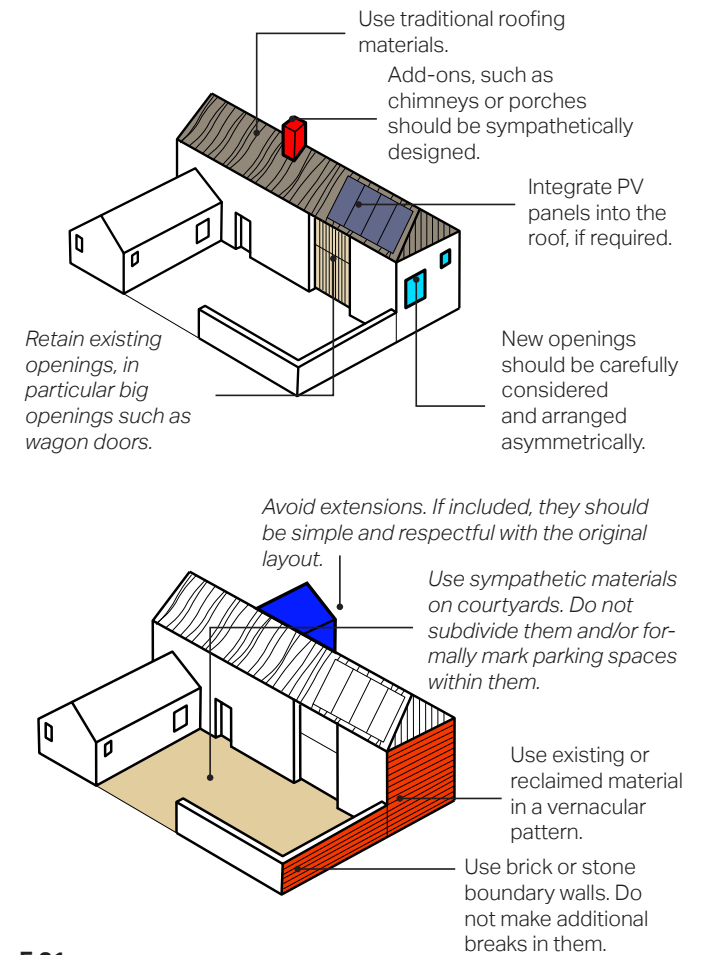 Use traditional roofing
materials.
Add-ons, such as
chimneys or porches
should be sympathetically
designed.
Integrate PV
panels into the
roof, if required.
Retain existing
openings, in
particular big
openings such as
wagon doors.
New openings
should be carefully
considered
and arranged
asymmetrically.
Avoid extensions. If included, they should
be simple and respectful with the original
layout.
Use sympathetic materials
on courtyards. Do not
subdivide them and/or for-
mally mark parking spaces
within them.
Use existing or
reclaimed material
in a vernacular
pattern.
Use brick or stone
boundary walls. Do
not make additional
breaks in them.